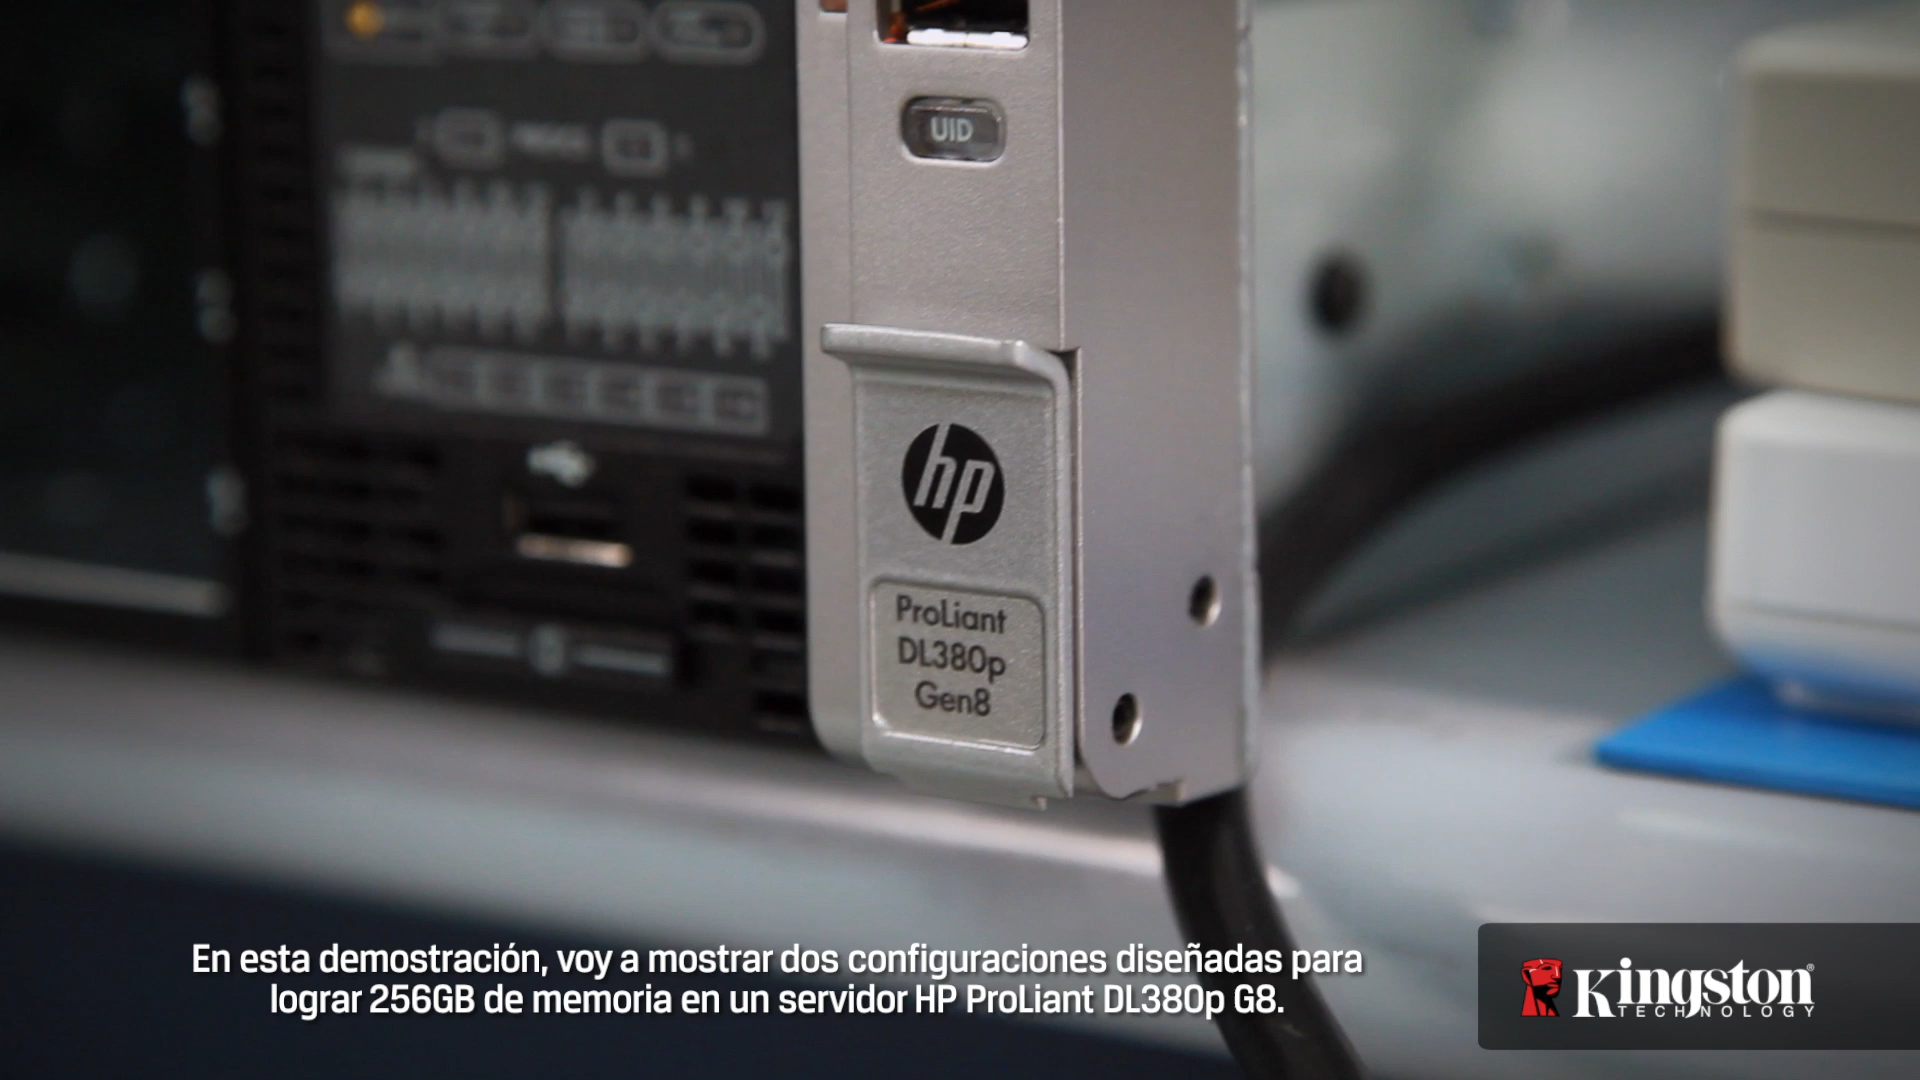 UID
hp
ProLiant
DL380p
Gen8
En esta demostración, voy a mostrar dos configuraciones diseñadas para
lograr 256GB de memoria en un servidor HP ProLiant DL380p G8.
Kingston®
TECHNOLOGY